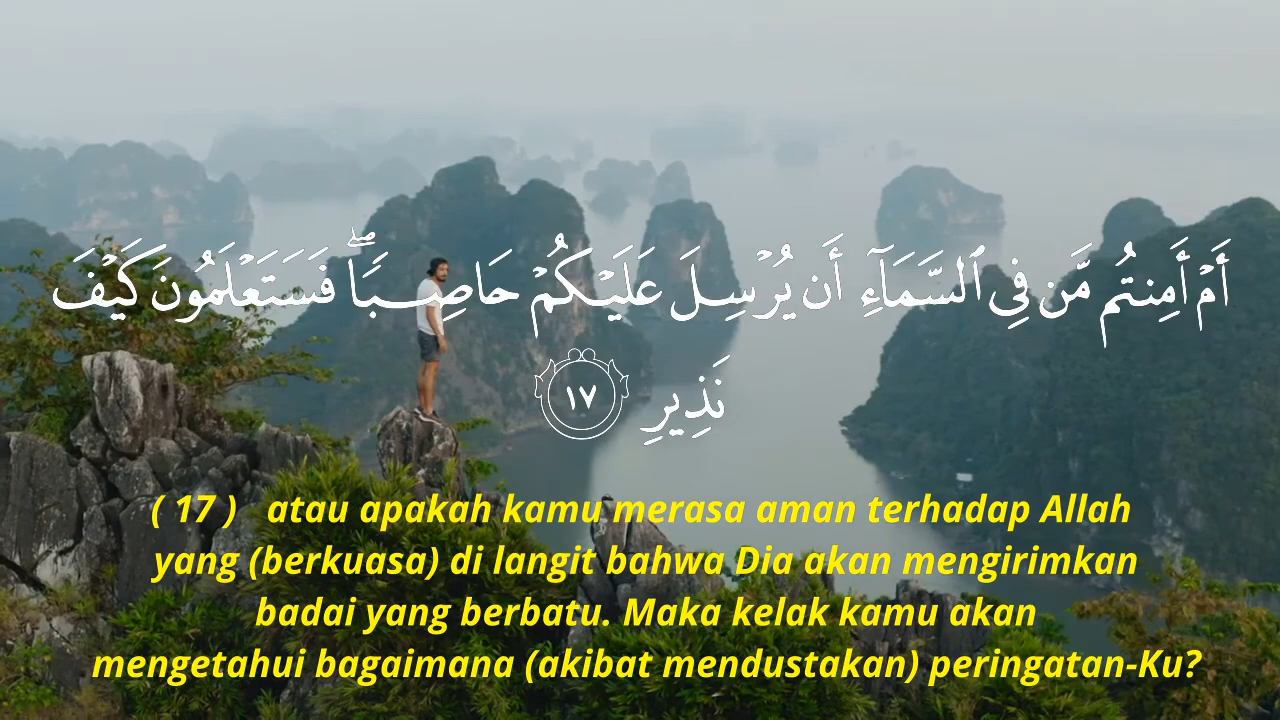 أَمْ أَمِنتُم مَّن فِى ٱلسَّمَآءِ أَن يُرْسِلَ عَلَيْكُمْ حَاصِبًا ۖ فَسَتَعْلَمُونَ كَيْفَ
نَذِيرِ ١٧
( 17 ) atau apakah kamu merasa aman terhadap Allah
yang (berkuasa) di langit bahwa Dia akan mengirimkan
badai yang berbatu. Maka kelak kamu akan
mengetahui bagaimana (akibat mendustakan) peringatan-Ku?